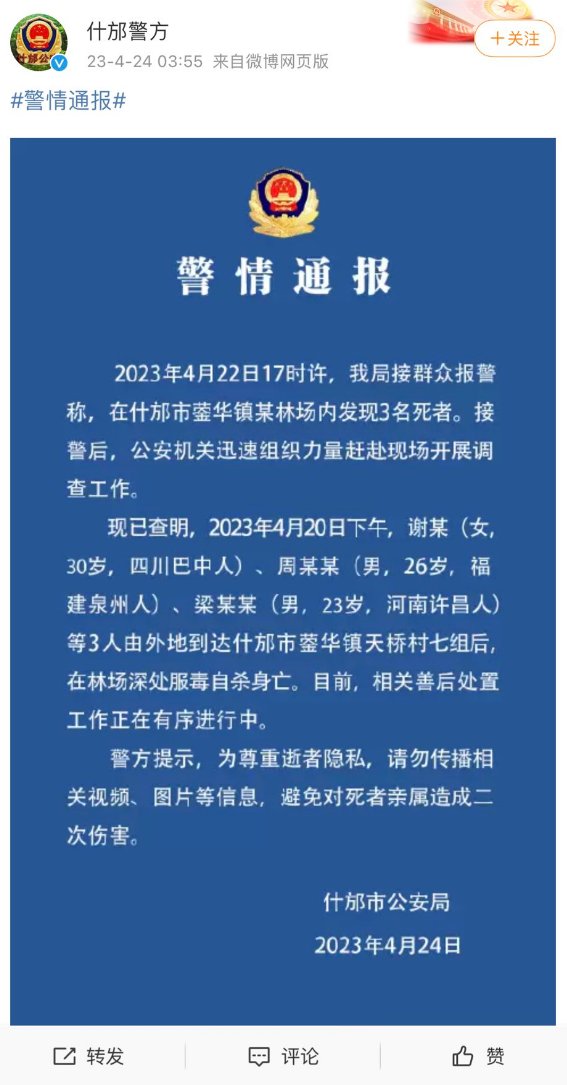 什邡警方
23-4-24 03:55 来自微博网页版
＋关注
#警情通报#
警情通报
2023年4月22日17时许，我局接群众报警
称，在什邡市蓥华镇某林场内发现3名死者。接
警后，公安机关迅速组织力量赶赴现场开展调
查工作。
现已查明，2023年4月20日下午，谢某（女，
30岁，四川巴中人）、周某某（男，26岁，福
建泉州人）、梁某某（男，23岁，河南许昌人）
等3人由外地到达什邡市蓥华镇天桥村七组后，
在林场深处服毒自杀身亡。目前，相关善后处置
工作正在有序进行中。
警方提示，为尊重逝者隐私，请勿传播相
关视频、图片等信息，避免对死者亲属造成二
次伤害。
什邡市公安局
2023年4月24日
转发
评论
赞